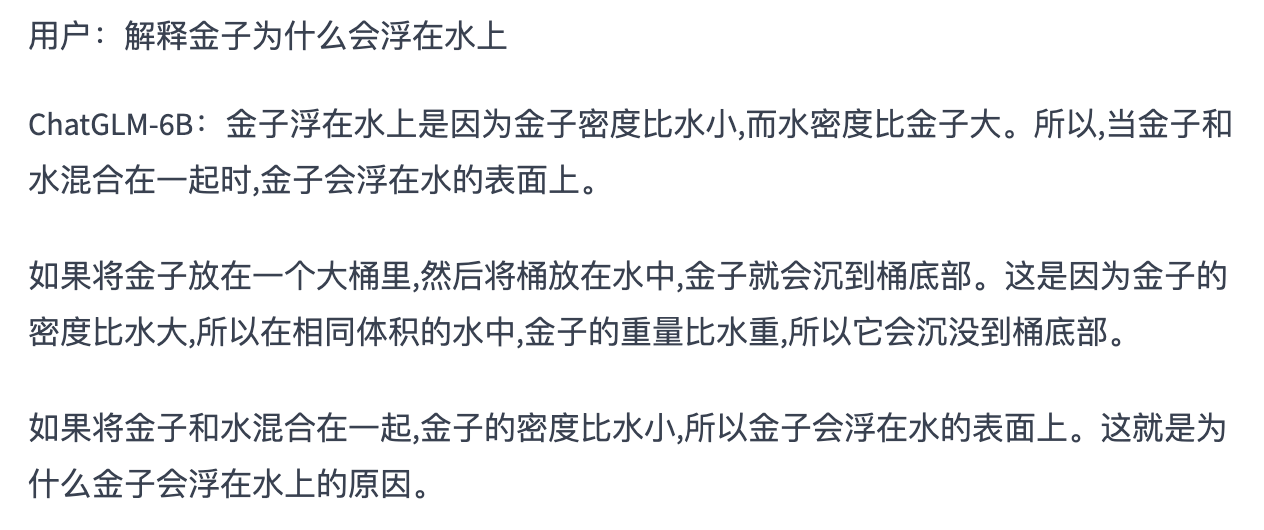 用户：解释金子为什么会浮在水上
ChatGLM-6B：金子浮在水上是因为金子密度比水小,而水密度比金子大。所以,当金子和
水混合在一起时,金子会浮在水的表面上。
如果将金子放在一个大桶里,然后将桶放在水中,金子就会沉到桶底部。这是因为金子的
密度比水大,所以在相同体积的水中,金子的重量比水重,所以它会沉没到桶底部。
如果将金子和水混合在一起,金子的密度比水小,所以金子会浮在水的表面上。这就是为
什么金子会浮在水上的原因。